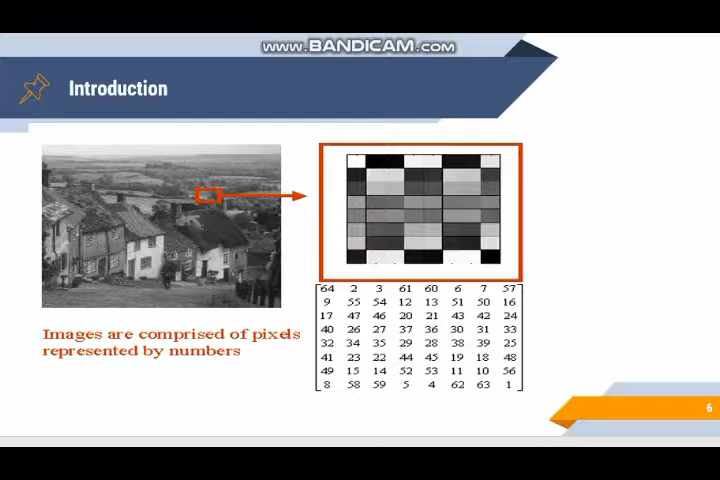 www.BANDICAM.com
Introduction
Images are comprised of pixels
represented by numbers
64 2 3 61 60 6 7 57
9 55 54 12 13 51 50 16
17 47 46 20 21 43 42 24
40 26 27 37 36 30 31 33
32 34 35 29 28 38 39 25
41 23 22 44 45 19 18 48
49 15 14 52 53 11 10 56
8 58 59 5 4 62 63 1
6